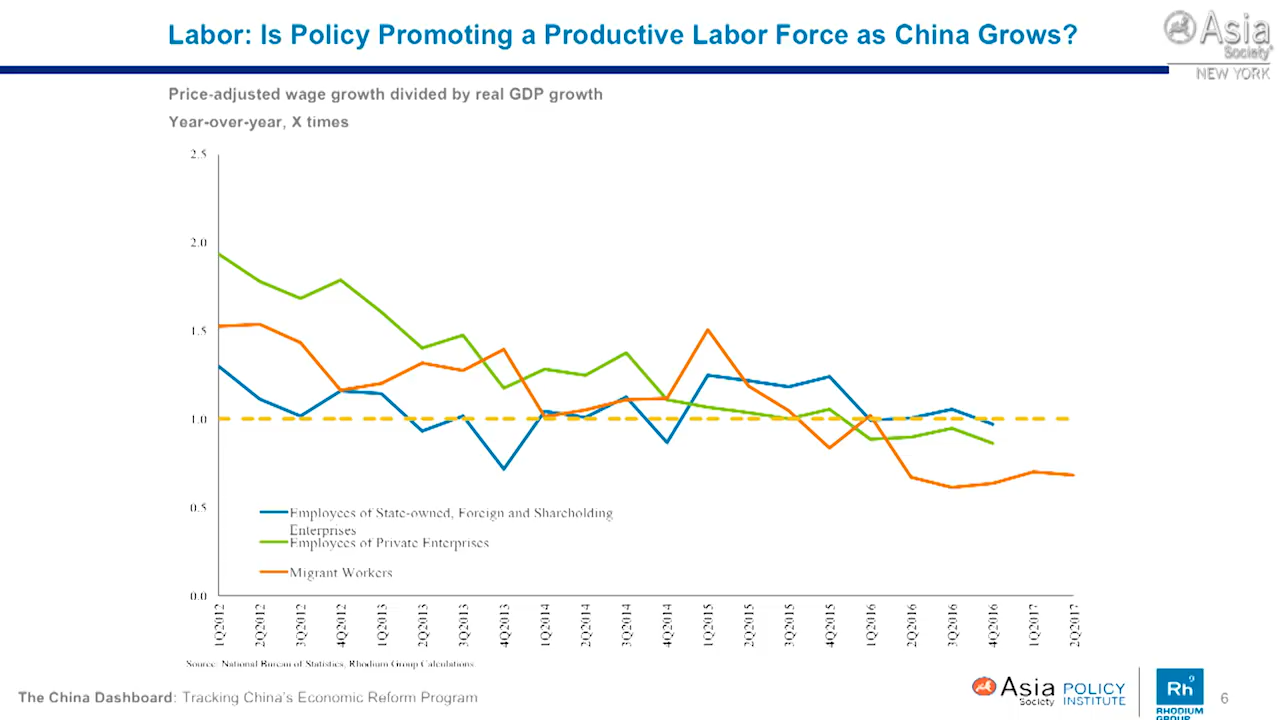 Labor: Is Policy Promoting a Productive Labor Force as China Grows?
Asia
Society
NEW YORK
Price-adjusted wage growth divided by real GDP growth
Year-over-year, X times
2.5
2.0
1.5
1.0
0.5
0.0
Employees of State-owned, Foreign and Shareholding
Enterprises
Employees of Private Enterprises
Migrant Workers
1Q2012
2Q2012
3Q2012
4Q2012
1Q2013
2Q2013
3Q2013
4Q2013
1Q2014
2Q2014
3Q2014
4Q2014
1Q2015
2Q2015
3Q2015
4Q2015
1Q2016
2Q2016
3Q2016
4Q2016
1Q2017
2Q2017
Source: National Bureau of Statistics, Rhodium Group Calculations.
The China Dashboard: Tracking China's Economic Reform Program
Asia
Society
POLICY
INSTITUTE
Rh
9
RHODIUM
GROUP
6